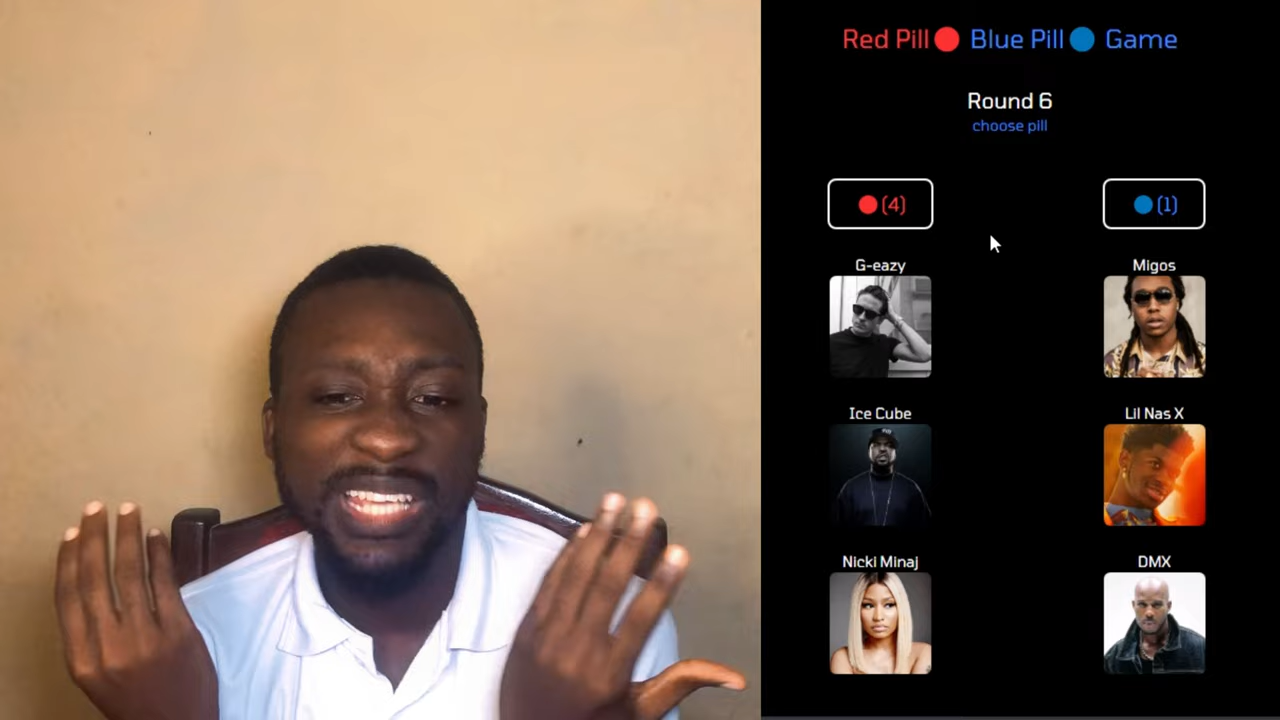 Red Pill 🔴 Blue Pill 🔵 Game
Round 6
choose pill
🔴 (4)
🔵 (1)
G-eazy
Migos
Ice Cube
Lil Nas X
Nicki Minaj
DMX